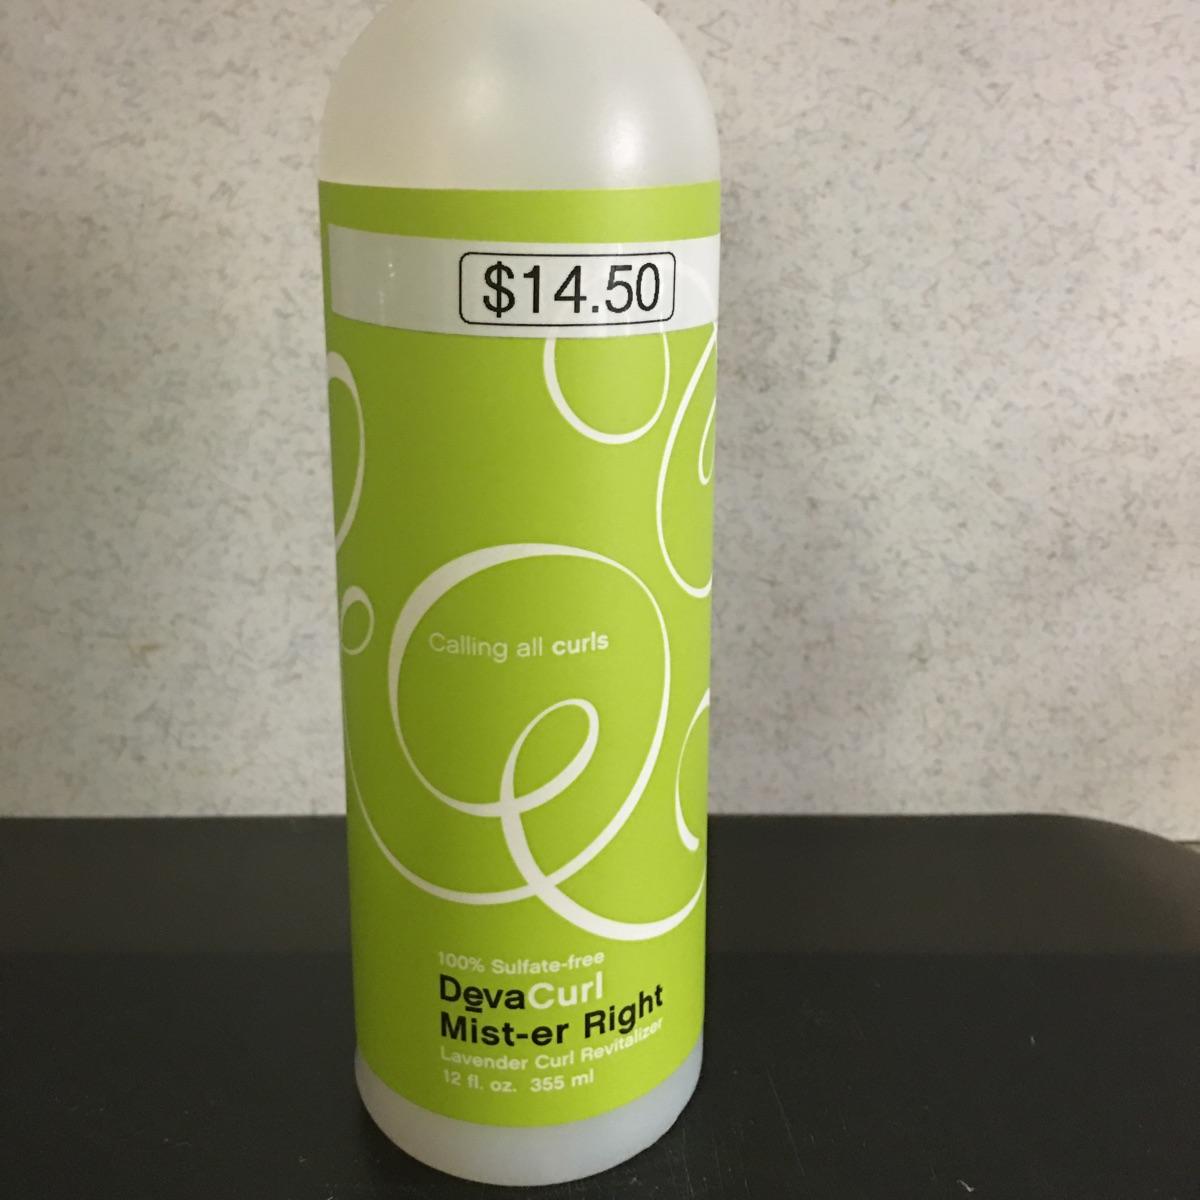 $14.50
Calling all curls
100% Sulfate-free
DevaCurl
Mist-er Right
Lavender Curl Revitalizer
12 fl. oz. 355 ml